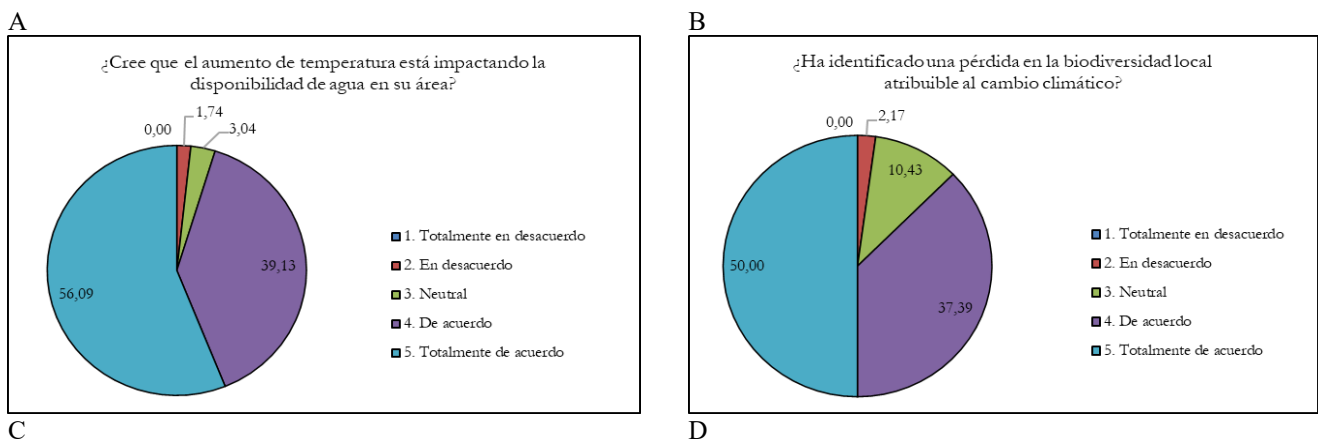 A
¿Cree que el aumento de temperatura está impactando la
disponibilidad de agua en su área?
0,00
1,74
3,04
39,13
56,09
1. Totalmente en desacuerdo
2. En desacuerdo
3. Neutral
4. De acuerdo
5. Totalmente de acuerdo
B
¿Ha identificado una pérdida en la biodiversidad local
atribuible al cambio climático?
0,00
2,17
10,43
37,39
50,00
1. Totalmente en desacuerdo
2. En desacuerdo
3. Neutral
4. De acuerdo
5. Totalmente de acuerdo
C
D